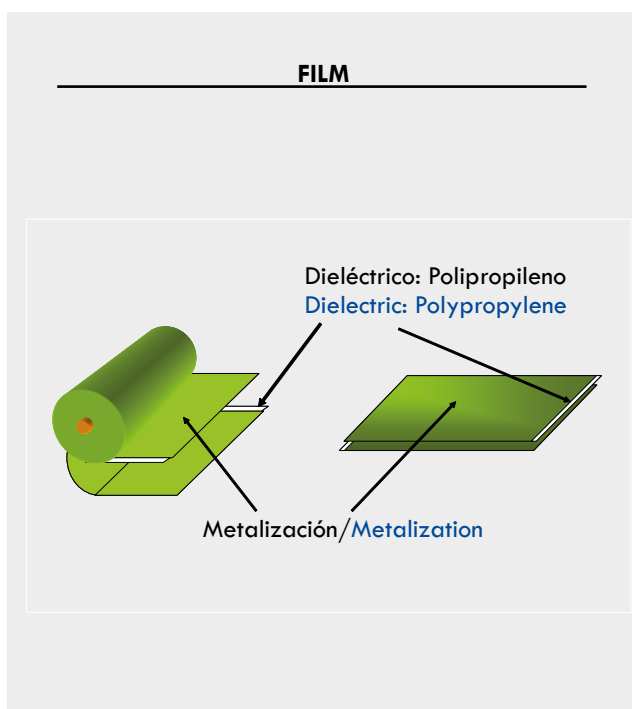 FILM
Dieléctrico: Polipropileno
Dielectric: Polypropylene
Metalización/Metalization